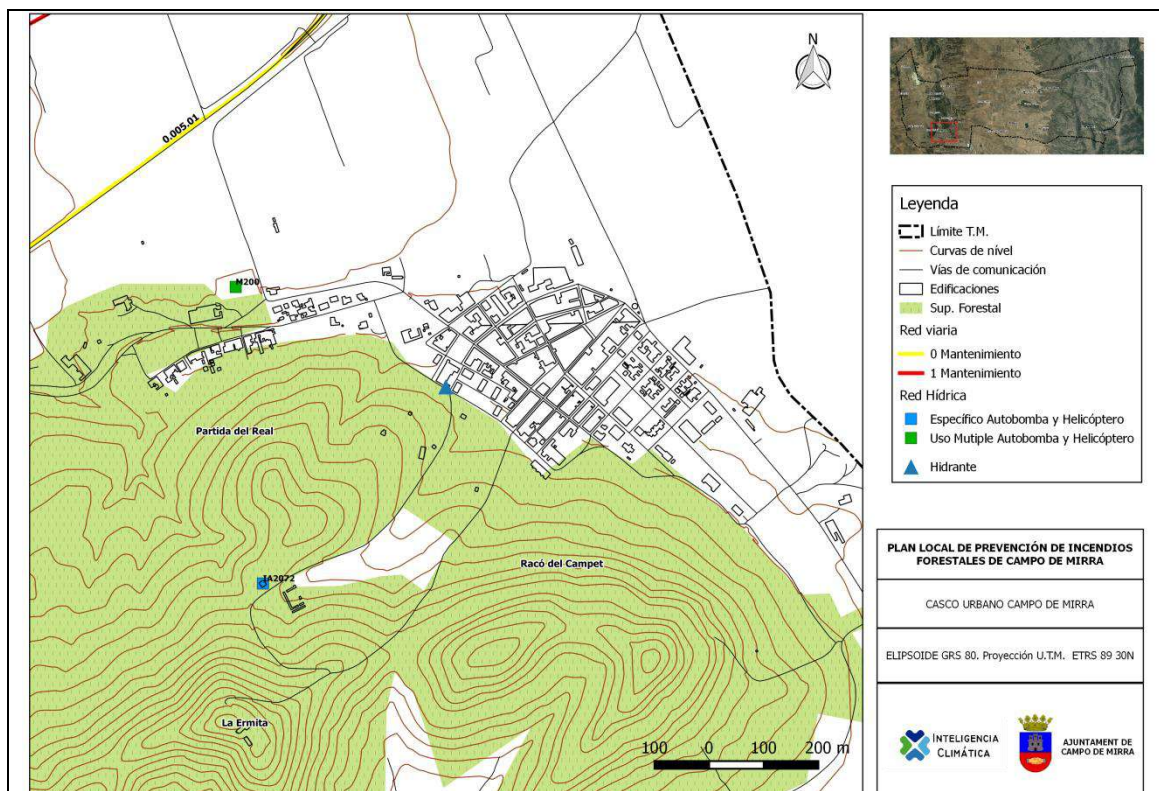 0.005.01
N
M200
Partida del Real
Racó del Campet
IA2072
La Ermita
100 0 100 200 m
Leyenda
Límite T.M.
Curvas de nível
Vías de comunicación
Edificaciones
Sup. Forestal
Red viaria
0 Mantenimiento
1 Mantenimiento
Red Hídrica
Específico Autobomba y Helicóptero
Uso Mutiple Autobomba y Helicóptero
Hidrante
PLAN LOCAL DE PREVENCIÓN DE INCENDIOS
FORESTALES DE CAMPO DE MIRRA
CASCO URBANO CAMPO DE MIRRA
ELIPSOIDE GRS 80. Proyección U.T.M. ETRS 89 30N
INTELIGENCIA
CLIMÁTICA
AJUNTAMENT DE
CAMPO DE MIRRA